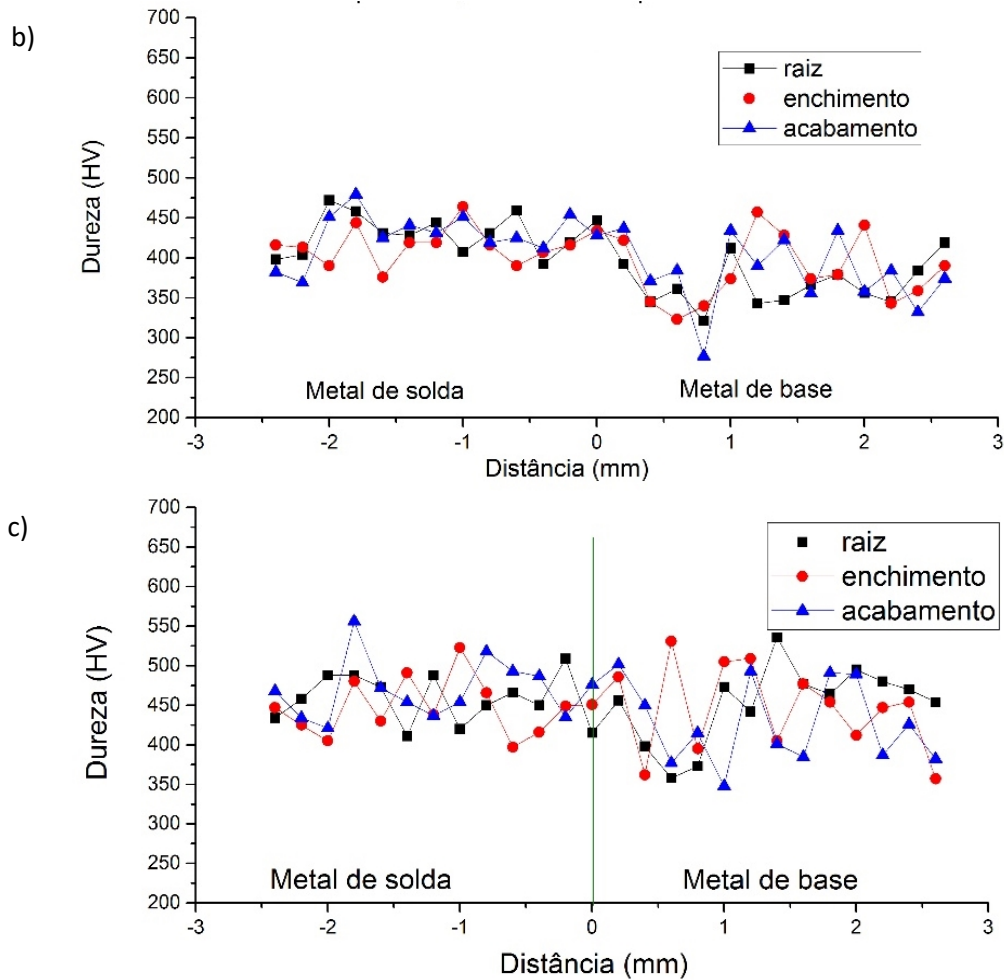 b)
700
650
600
550
500
450
400
350
300
250
200
Dureza (HV)
raiz
enchimento
acabamento
Metal de solda
Metal de base
-3
-2
-1
0
1
2
3
Distância (mm)
c)
700
650
600
550
500
450
400
350
300
250
200
Dureza (HV)
raiz
enchimento
acabamento
Metal de solda
Metal de base
-3
-2
-1
0
1
2
3
Distância (mm)